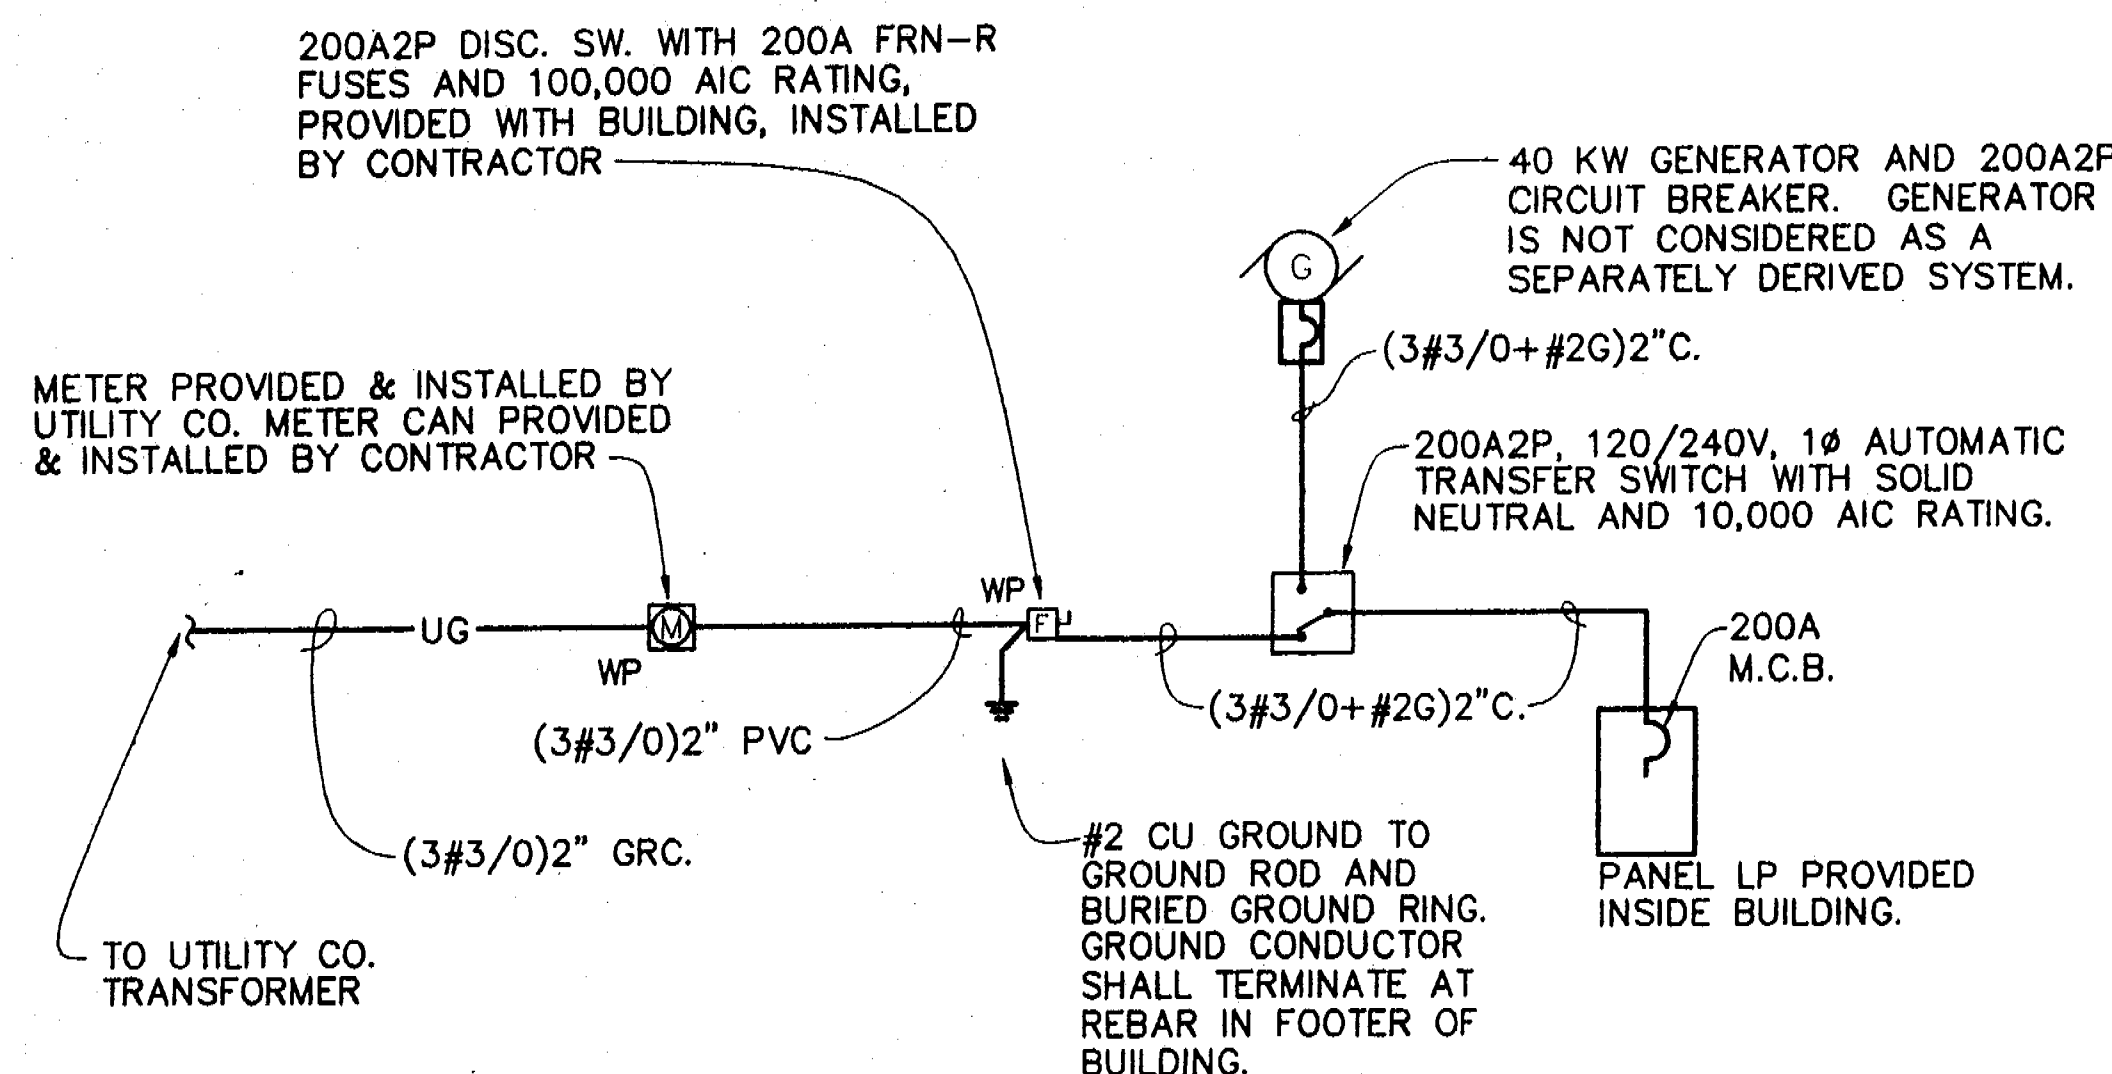 200A2P DISC. SW. WITH 200A FRN-R
FUSES AND 100,000 AIC RATING,
PROVIDED WITH BUILDING, INSTALLED
BY CONTRACTOR
40 KW GENERATOR AND 200A2P
CIRCUIT BREAKER. GENERATOR
IS NOT CONSIDERED AS A
SEPARATELY DERIVED SYSTEM.
G
(3#3/0+#2G)2"C.
METER PROVIDED & INSTALLED BY
UTILITY CO. METER CAN PROVIDED
& INSTALLED BY CONTRACTOR
200A2P, 120/240V, 1ø AUTOMATIC
TRANSFER SWITCH WITH SOLID
NEUTRAL AND 10,000 AIC RATING.
WP
UG
M
F
WP
200A
M.C.B.
(3#3/0)2" PVC
(3#3/0+#2G)2"C.
(3#3/0)2" GRC.
#2 CU GROUND TO
GROUND ROD AND
BURIED GROUND RING.
GROUND CONDUCTOR
SHALL TERMINATE AT
REBAR IN FOOTER OF
BUILDING.
PANEL LP PROVIDED
INSIDE BUILDING.
TO UTILITY CO.
TRANSFORMER